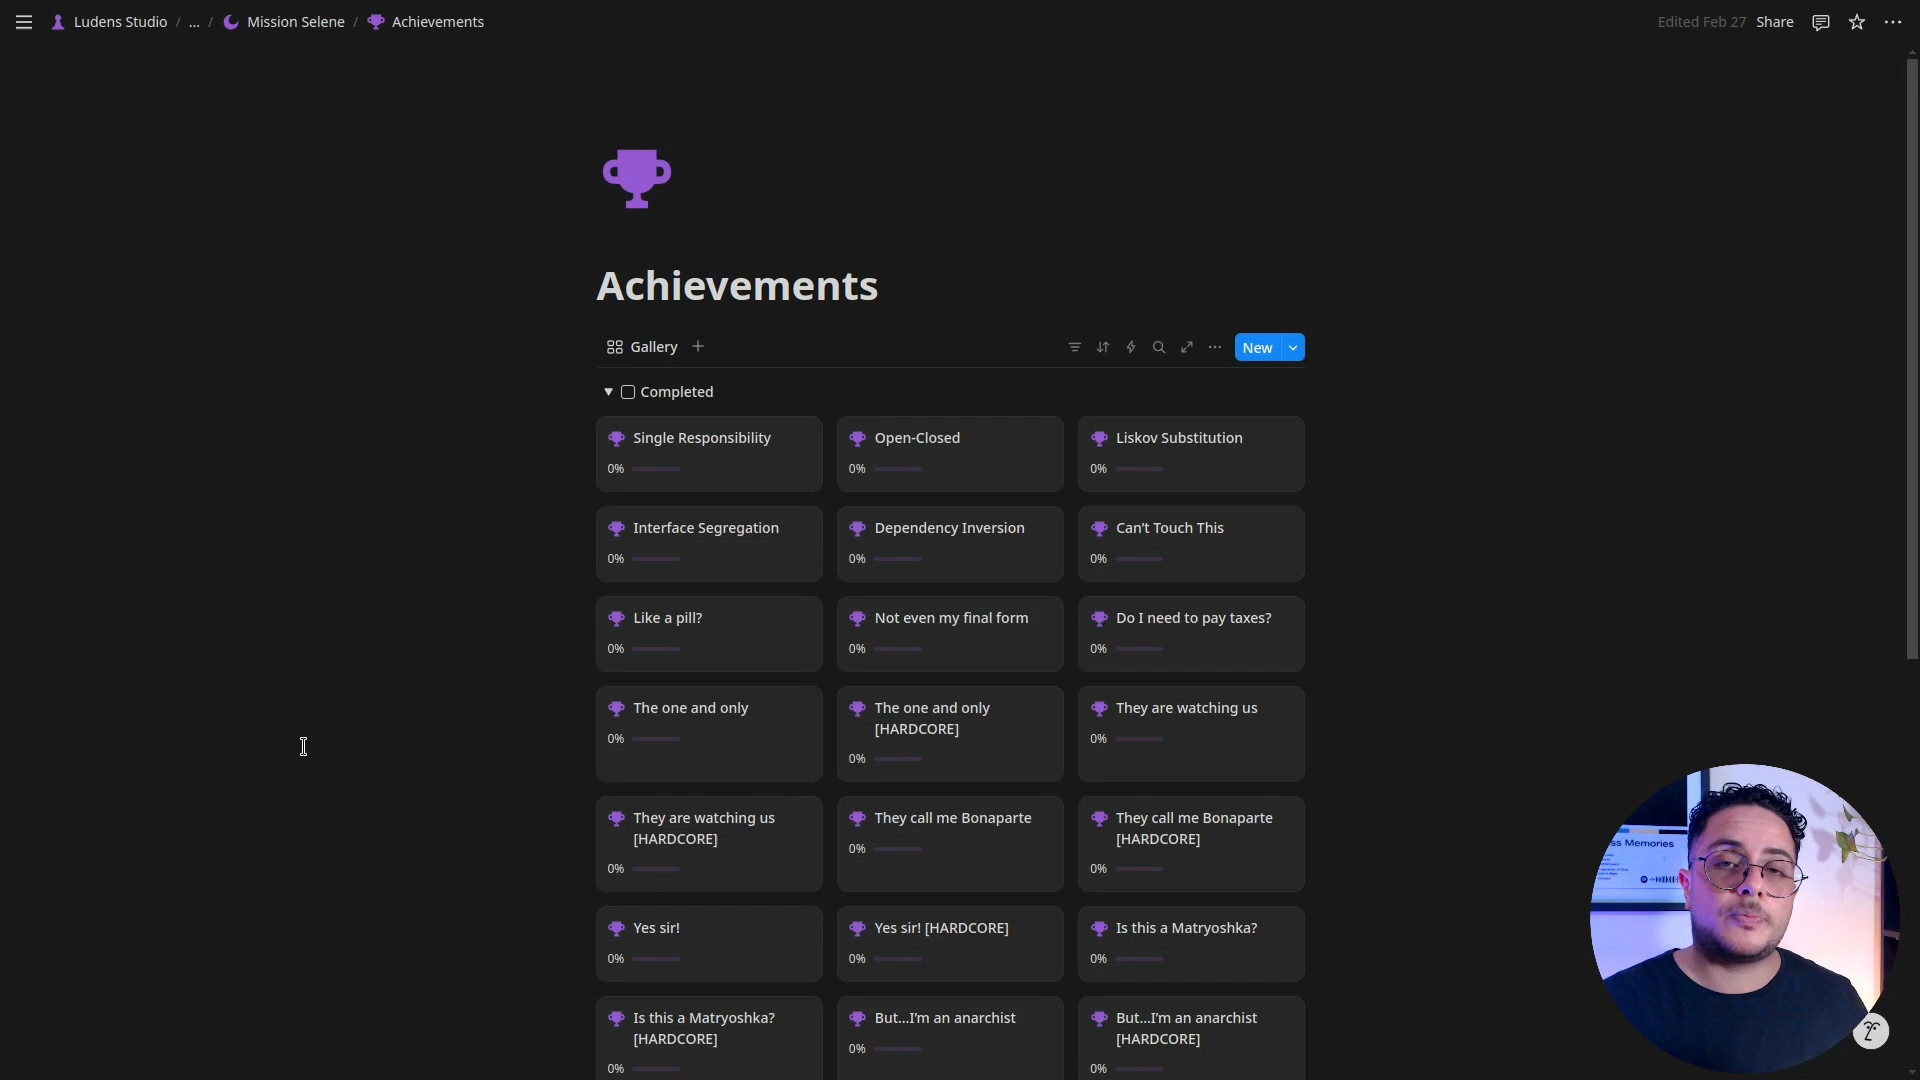 Ludens Studio / ... / Mission Selene / Achievements
Edited Feb 27 Share
Achievements
Gallery
New
Completed
Single Responsibility
0%
Open-Closed
0%
Liskov Substitution
0%
Interface Segregation
0%
Dependency Inversion
0%
Can't Touch This
0%
Like a pill?
0%
Not even my final form
0%
Do I need to pay taxes?
0%
The one and only
0%
The one and only
[HARDCORE]
0%
They are watching us
0%
They are watching us
[HARDCORE]
0%
They call me Bonaparte
0%
They call me Bonaparte
[HARDCORE]
0%
Yes sir!
0%
Yes sir! [HARDCORE]
0%
Is this a Matryoshka?
0%
Is this a Matryoshka?
[HARDCORE]
0%
But...I'm an anarchist
0%
But...I'm an anarchist
[HARDCORE]
0%
ss Memories